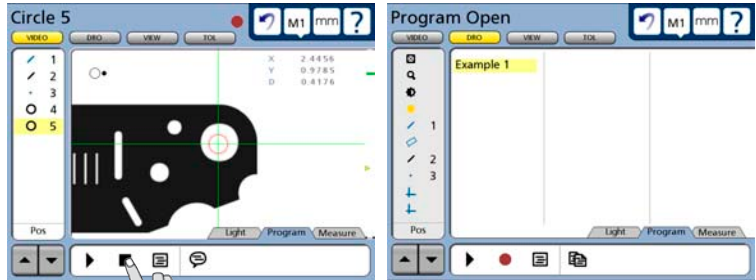 Circle 5
M1 mm ?
VIDEO DRO VIEW TOL
1
2
3
4
5
X 2.4456
Y 0.9785
D 0.4176
Pos
Light Program Measure
Program Open
M1 mm ?
VIDEO DRO VIEW TOL
Example 1
1
2
3
Pos
Light Program Measure